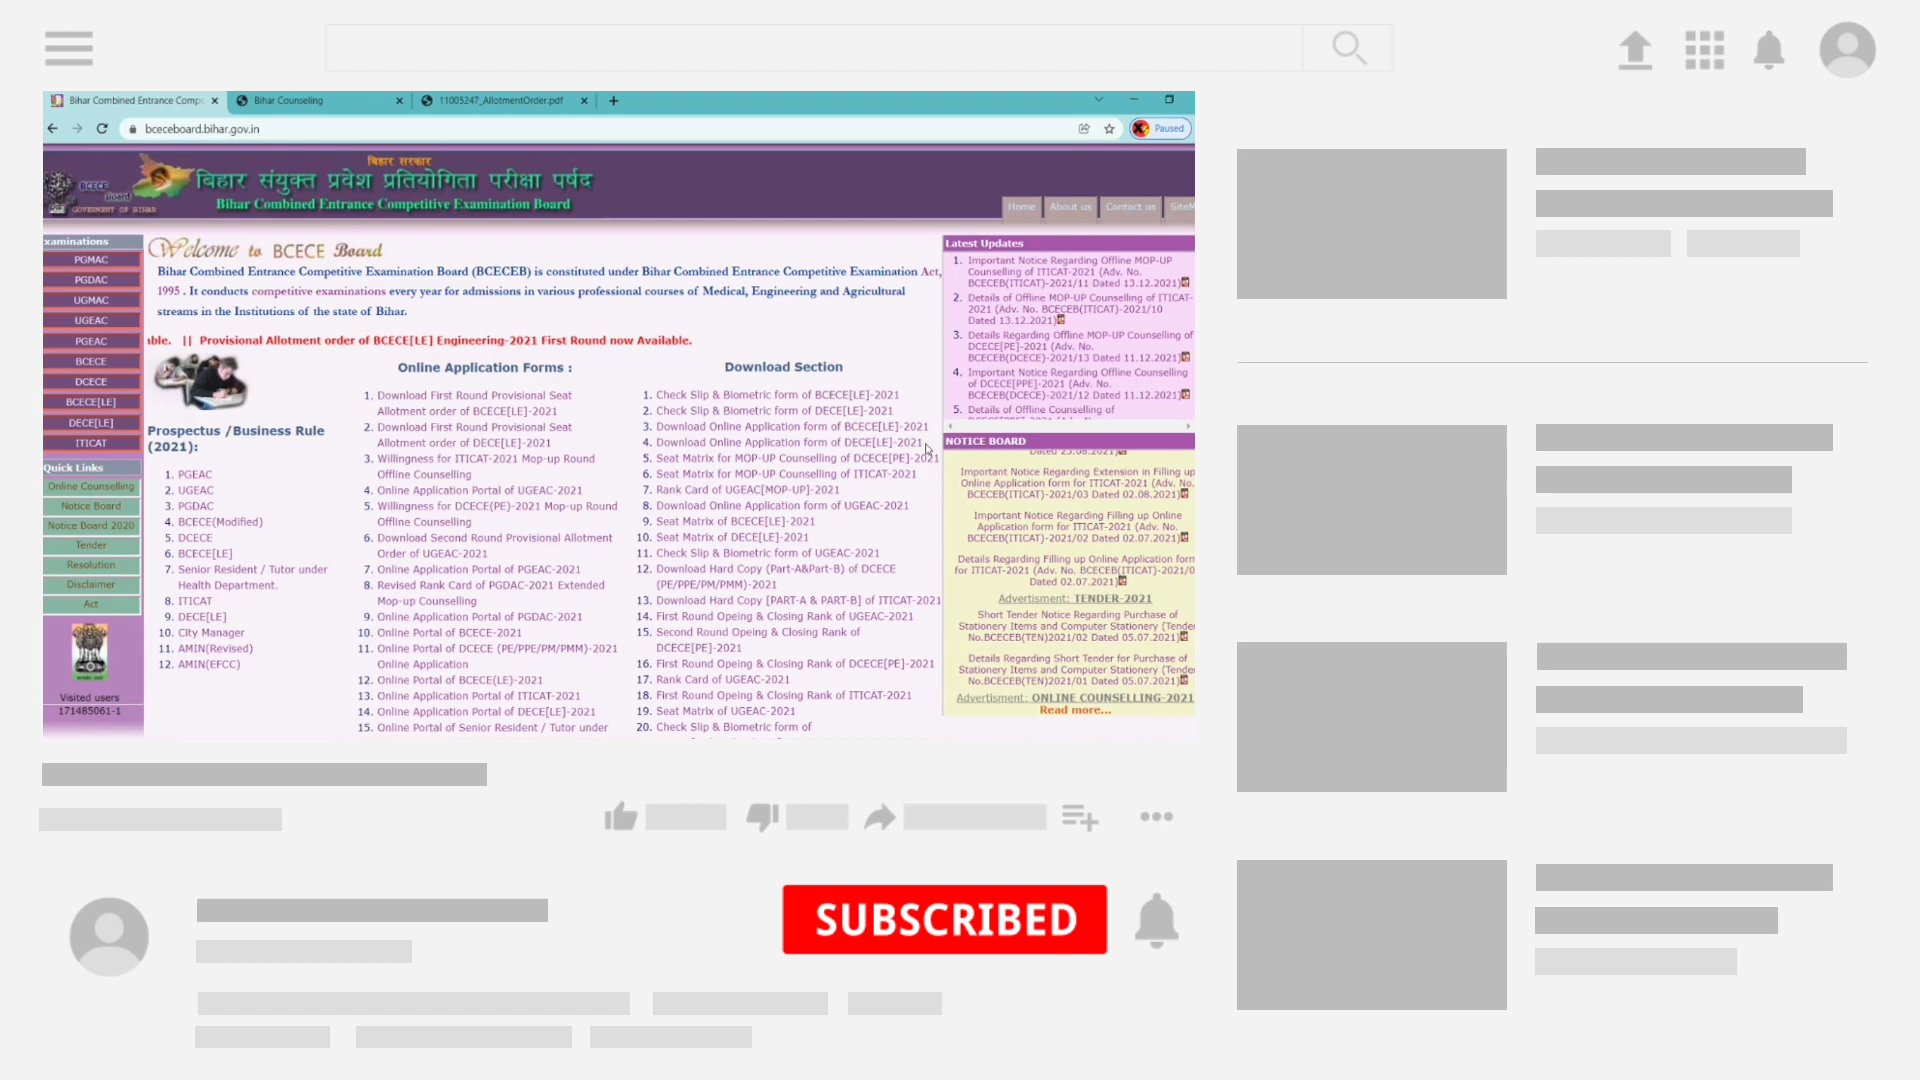 Bihar Combined Entrance Comp
Bihar Counseling
11005247_AllotmentOrder.pdf
bceceboard.bihar.gov.in
Paused
बिहार सरकार
बिहार संयुक्त प्रवेश प्रतियोगिता परीक्षा पर्षद
Bihar Combined Entrance Competitive Examination Board
BCECE
Board
GOVERNMENT OF BIHAR
Home
About us
Contact us
SiteM
xaminations
PGMAC
PGDAC
UGMAC
UGEAC
PGEAC
BCECE
DCECE
BCECE[LE]
DECE[LE]
ITICAT
Quick Links
Online Counselling
Notice Board
Notice Board 2020
Tender
Resolution
Disclaimer
Act
Visited users
171485061-1
Welcome to BCECE Board
Bihar Combined Entrance Competitive Examination Board (BCECEB) is constituted under Bihar Combined Entrance Competitive Examination Act,
1995 . It conducts competitive examinations every year for admissions in various professional courses of Medical, Engineering and Agricultural
streams in the Institutions of the state of Bihar.
able. || Provisional Allotment order of BCECE[LE] Engineering-2021 First Round now Available.
Prospectus /Business Rule
(2021):
1. PGEAC
2. UGEAC
3. PGDAC
4. BCECE(Modified)
5. DCECE
6. BCECE[LE]
7. Senior Resident / Tutor under
Health Department.
8. ITICAT
9. DECE[LE]
10. City Manager
11. AMIN(Revised)
12. AMIN(EFCC)
Online Application Forms :
1. Download First Round Provisional Seat
Allotment order of BCECE[LE]-2021
2. Download First Round Provisional Seat
Allotment order of DECE[LE]-2021
3. Willingness for ITICAT-2021 Mop-up Round
Offline Counselling
4. Online Application Portal of UGEAC-2021
5. Willingness for DCECE(PE)-2021 Mop-up Round
Offline Counselling
6. Download Second Round Provisional Allotment
Order of UGEAC-2021
7. Online Application Portal of PGEAC-2021
8. Revised Rank Card of PGDAC-2021 Extended
Mop-up Counselling
9. Online Application Portal of PGDAC-2021
10. Online Portal of BCECE-2021
11. Online Portal of DCECE (PE/PPE/PM/PMM)-2021
Online Application
12. Online Portal of BCECE(LE)-2021
13. Online Application Portal of ITICAT-2021
14. Online Application Portal of DECE[LE]-2021
15. Online Portal of Senior Resident / Tutor under
Download Section
1. Check Slip & Biometric form of BCECE[LE]-2021
2. Check Slip & Biometric form of DECE[LE]-2021
3. Download Online Application form of BCECE[LE]-2021
4. Download Online Application form of DECE[LE]-2021
5. Seat Matrix for MOP-UP Counselling of DCECE[PE]-2021
6. Seat Matrix for MOP-UP Counselling of ITICAT-2021
7. Rank Card of UGEAC[MOP-UP]-2021
8. Download Online Application form of UGEAC-2021
9. Seat Matrix of BCECE[LE]-2021
10. Seat Matrix of DECE[LE]-2021
11. Check Slip & Biometric form of UGEAC-2021
12. Download Hard Copy (Part-A&Part-B) of DCECE
(PE/PPE/PM/PMM)-2021
13. Download Hard Copy [PART-A & PART-B] of ITICAT-2021
14. First Round Opeing & Closing Rank of UGEAC-2021
15. Second Round Opeing & Closing Rank of
DCECE[PE]-2021
16. First Round Opeing & Closing Rank of DCECE[PE]-2021
17. Rank Card of UGEAC-2021
18. First Round Opeing & Closing Rank of ITICAT-2021
19. Seat Matrix of UGEAC-2021
20. Check Slip & Biometric form of
Latest Updates
1. Important Notice Regarding Offline MOP-UP
Counselling of ITICAT-2021 (Adv. No.
BCECEB(ITICAT)-2021/11 Dated 13.12.2021)
2. Details of Offline MOP-UP Counselling of ITICAT-
2021 (Adv. No. BCECEB(ITICAT)-2021/10
Dated 13.12.2021)
3. Details Regarding Offline MOP-UP Counselling of
DCECE[PE]-2021 (Adv. No.
BCECEB(DCECE)-2021/13 Dated 11.12.2021)
4. Important Notice Regarding Offline Counselling
of DCECE[PPE]-2021 (Adv. No.
BCECEB(DCECE)-2021/12 Dated 11.12.2021)
5. Details of Offline Counselling of
NOTICE BOARD
Dated 25.08.2021)
Important Notice Regarding Extension in Filling up
Online Application form for ITICAT-2021 (Adv. No.
BCECEB(ITICAT)-2021/03 Dated 02.08.2021)
Important Notice Regarding Filling up Online
Application form for ITICAT-2021 (Adv. No.
BCECEB(ITICAT)-2021/02 Dated 02.07.2021)
Details Regarding Filling up Online Application form
for ITICAT-2021 (Adv. No. BCECEB(ITICAT)-2021/0
Dated 02.07.2021)
Advertisment: TENDER-2021
Short Tender Notice Regarding Purchase of
Stationery Items and Computer Stationery (Tender
No.BCECEB(TEN)2021/02 Dated 05.07.2021)
Details Regarding Short Tender for Purchase of
Stationery Items and Computer Stationery (Tender
No.BCECEB(TEN)2021/01 Dated 05.07.2021)
Advertisment: ONLINE COUNSELLING-2021
Read more...
SUBSCRIBED